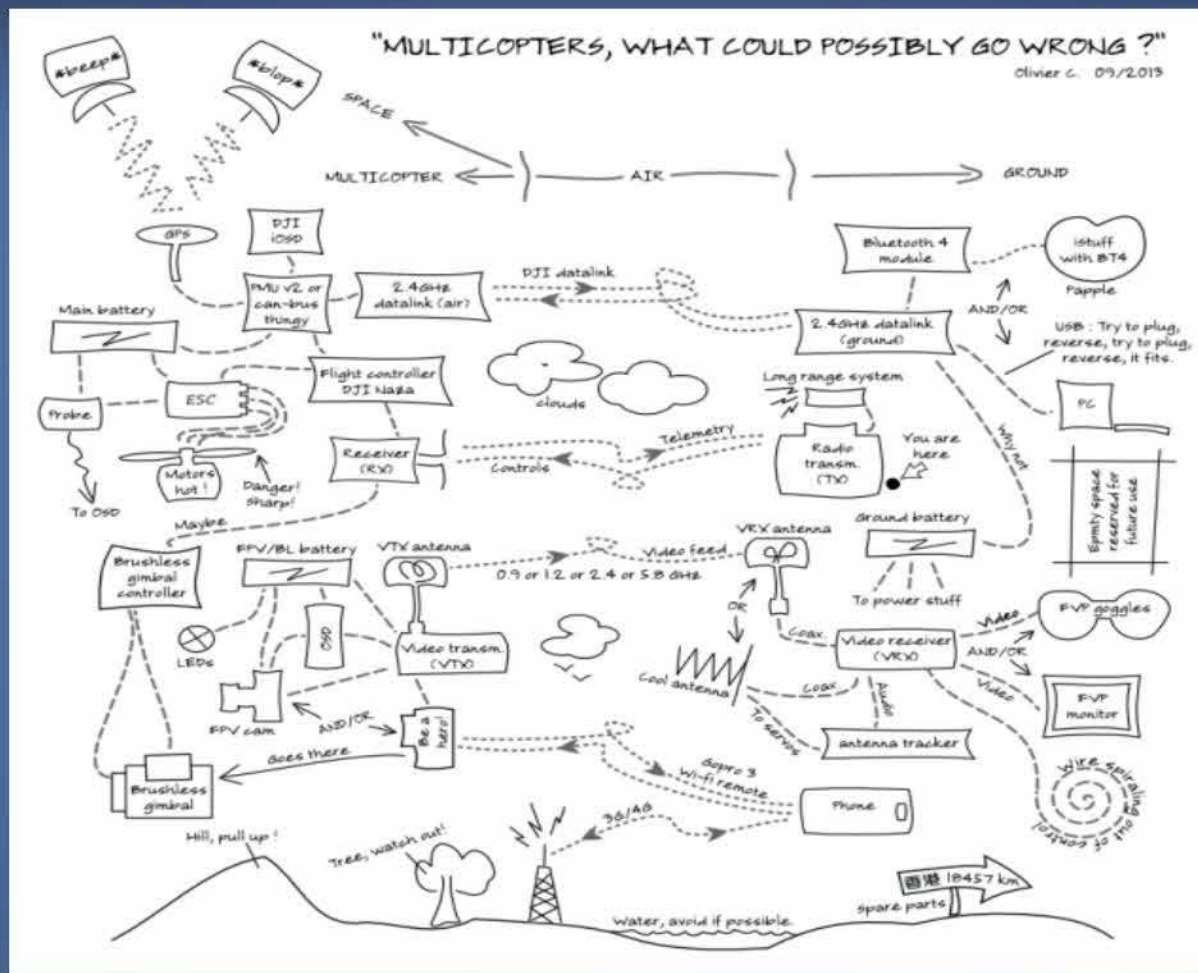 "MULTICOPTERS, WHAT COULD POSSIBLY GO WRONG ?"
Olivier C. 09/2013
*beep*
*blop*
SPACE
MULTICOPTER
AIR
GROUND
GPS
DJI
iOSD
PMU v2 or
can-bus
thingy
2.4GHz
datalink (air)
DJI datalink
Bluetooth 4
module
iStuff
with BT4
Papple
AND/OR
2.4GHz datalink
(ground)
USB : Try to plug,
reverse, try to plug,
reverse, it fits.
PC
Main battery
ESC
Probe
To OSD
Motors
hot !
Danger!
Sharp!
Flight controller
DJI Naza
clouds
Long range system
Receiver
(RX)
Telemetry
Controls
Radio
transm.
(TX)
You are
here
Why not
Epmty space
reserved for
future use
Maybe
Brushless
gimbal
controller
FPV/BL battery
VTX antenna
Video feed
0.9 or 1.2 or 2.4 or 5.8 GHz
VRX antenna
Ground battery
To power stuff
LEDs
OSD
Video transm.
(VTX)
OR
Coax
Video receiver
(VRX)
Video
FVP goggles
AND/OR
Video
FVP
monitor
Cool antenna
Coax
Audio
To servos
antenna tracker
FPV cam
AND/OR
Be a
hero!
Goes there
Brushless
gimbal
Gopro 3
Wi-fi remote
3G/4G
Phone
Wire spiraling out of control
Hill, pull up !
Tree, watch out!
Water, avoid if possible
香港 18457 km
spare parts